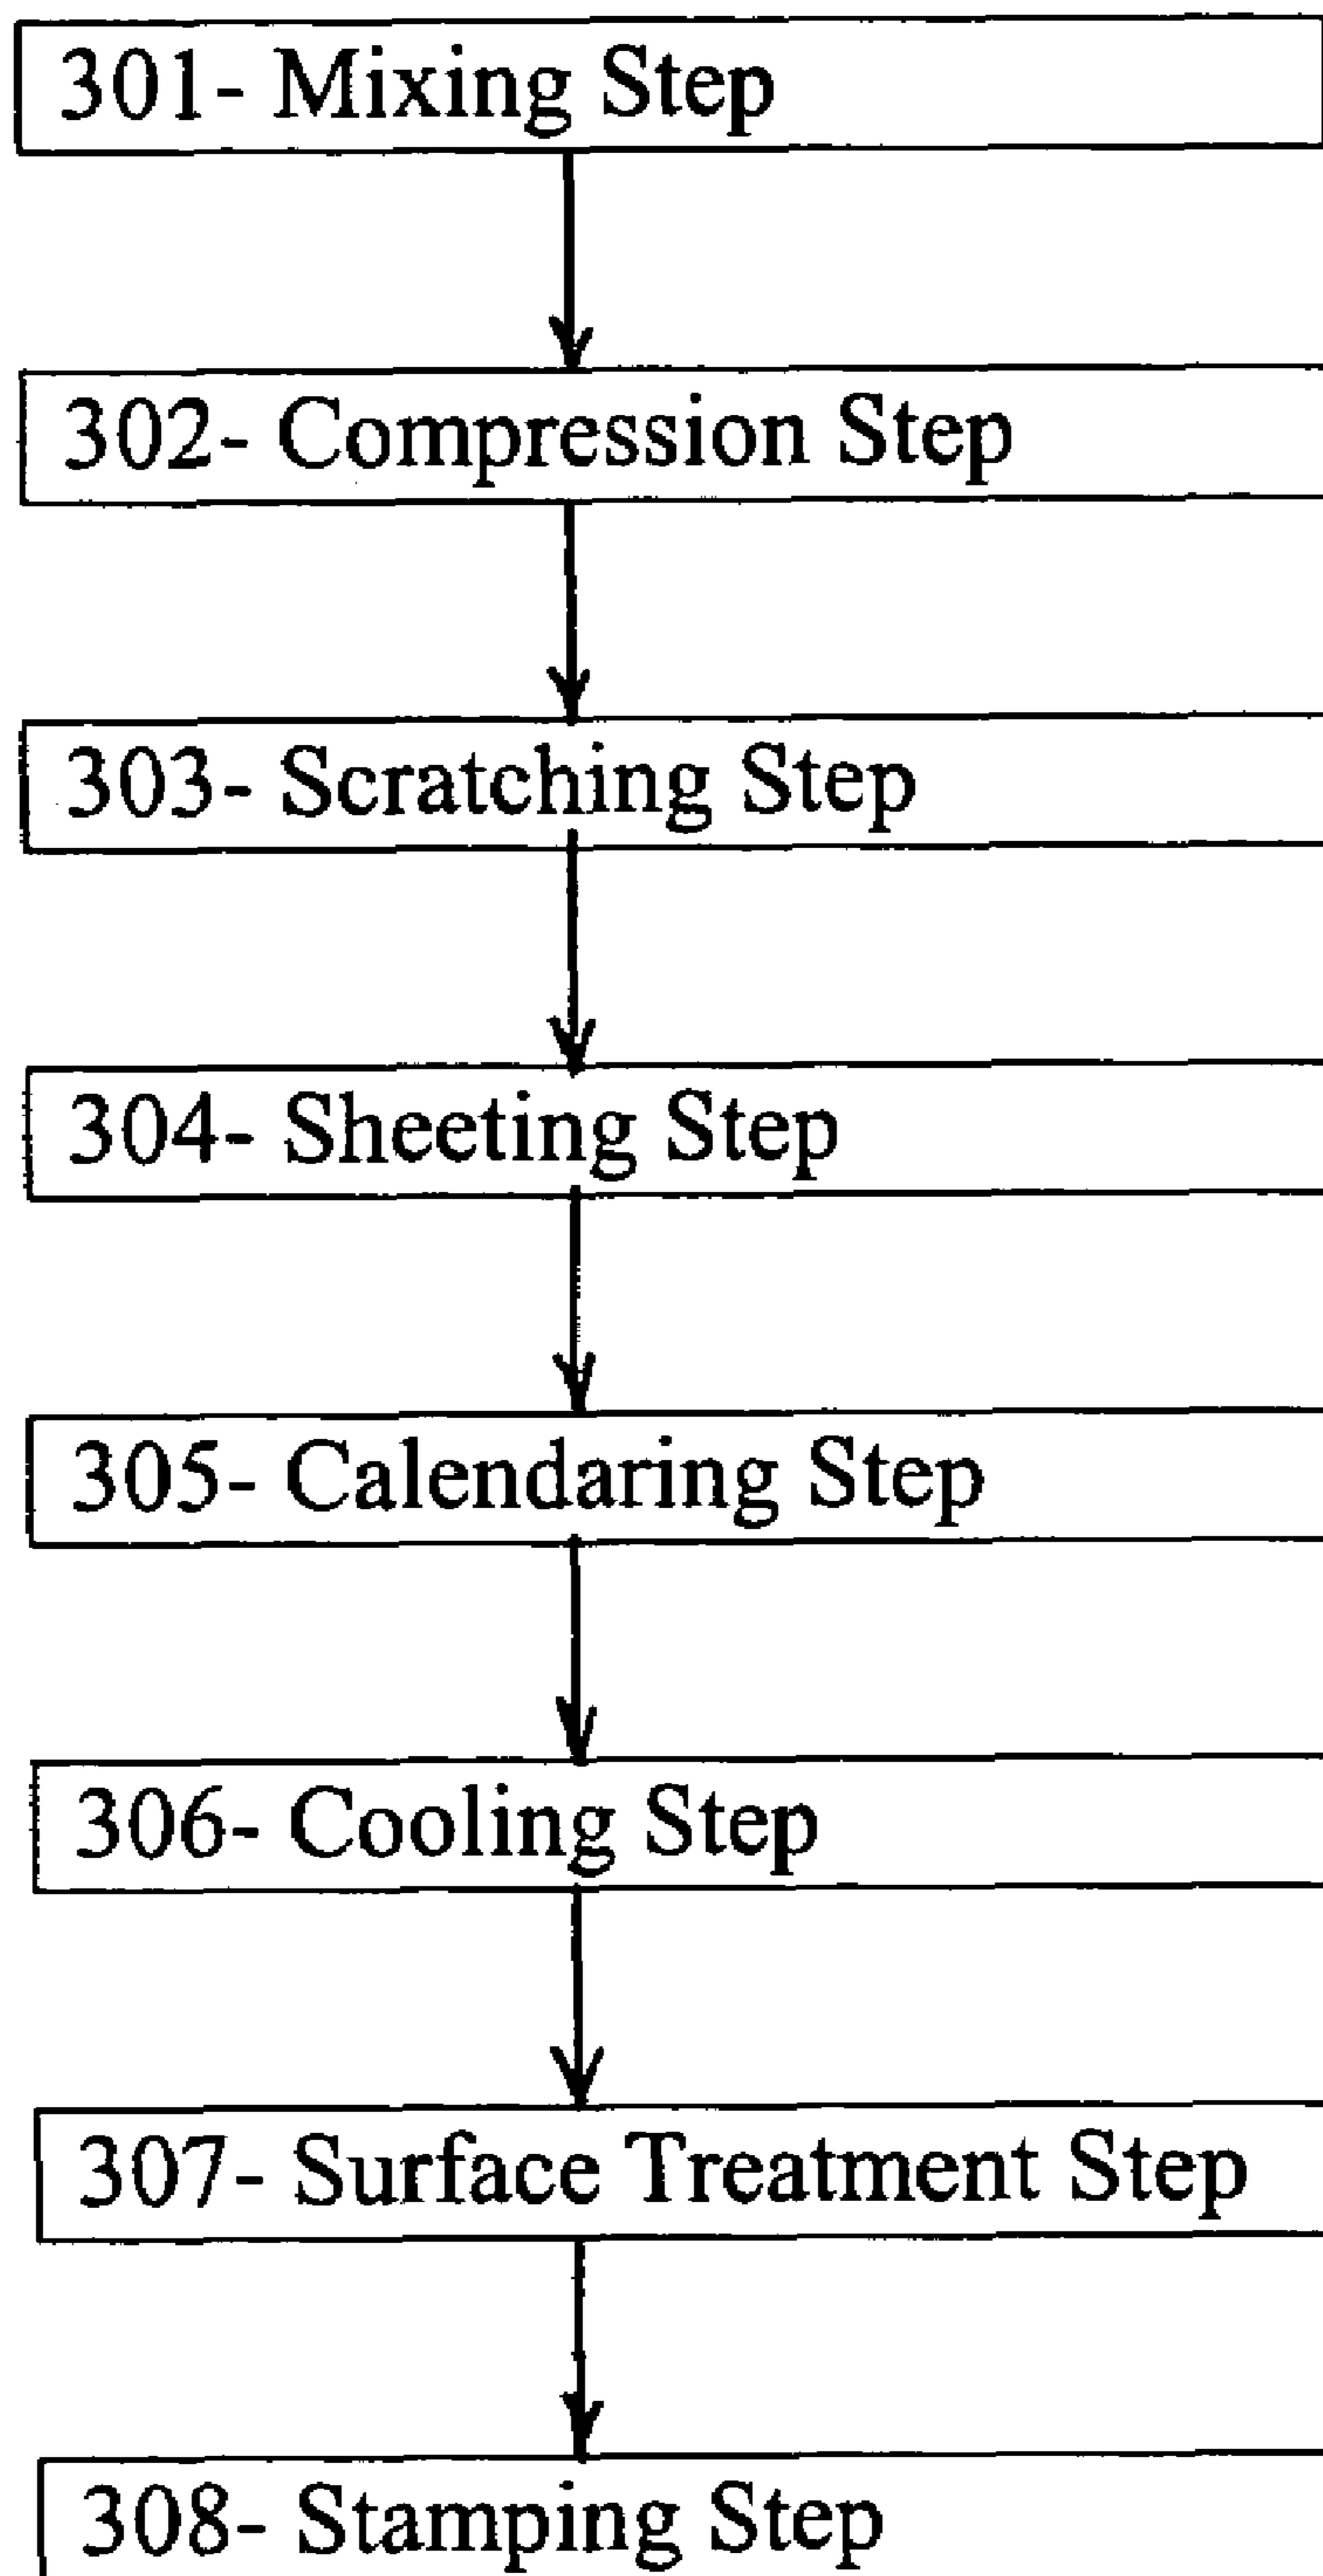 301- Mixing Step
302- Compression Step
303- Scratching Step
304- Sheeting Step
305- Calendaring Step
306- Cooling Step
307- Surface Treatment Step
308- Stamping Step